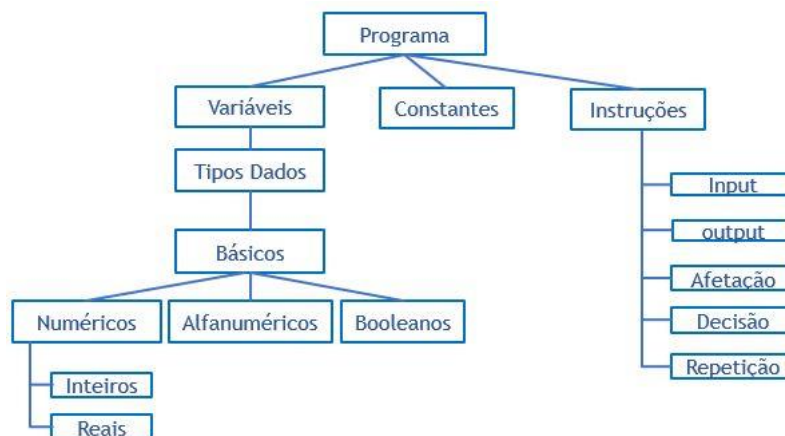 Programa
Variáveis
Constantes
Instruções
Tipos Dados
Input
output
Básicos
Afetação
Numéricos
Alfanuméricos
Booleanos
Decisão
Repetição
Inteiros
Reais